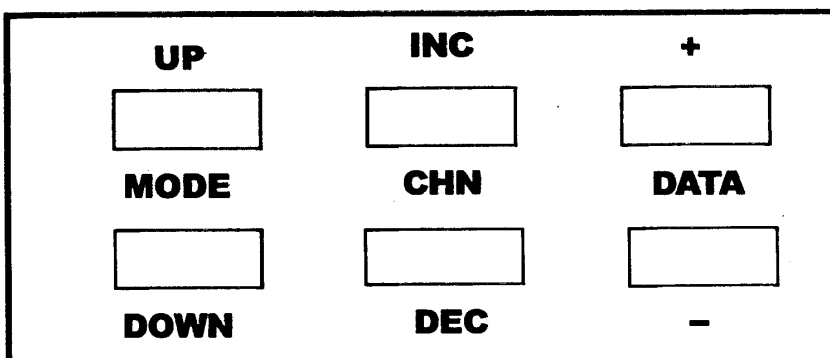 UP INC +
MODE CHN DATA
DOWN DEC –